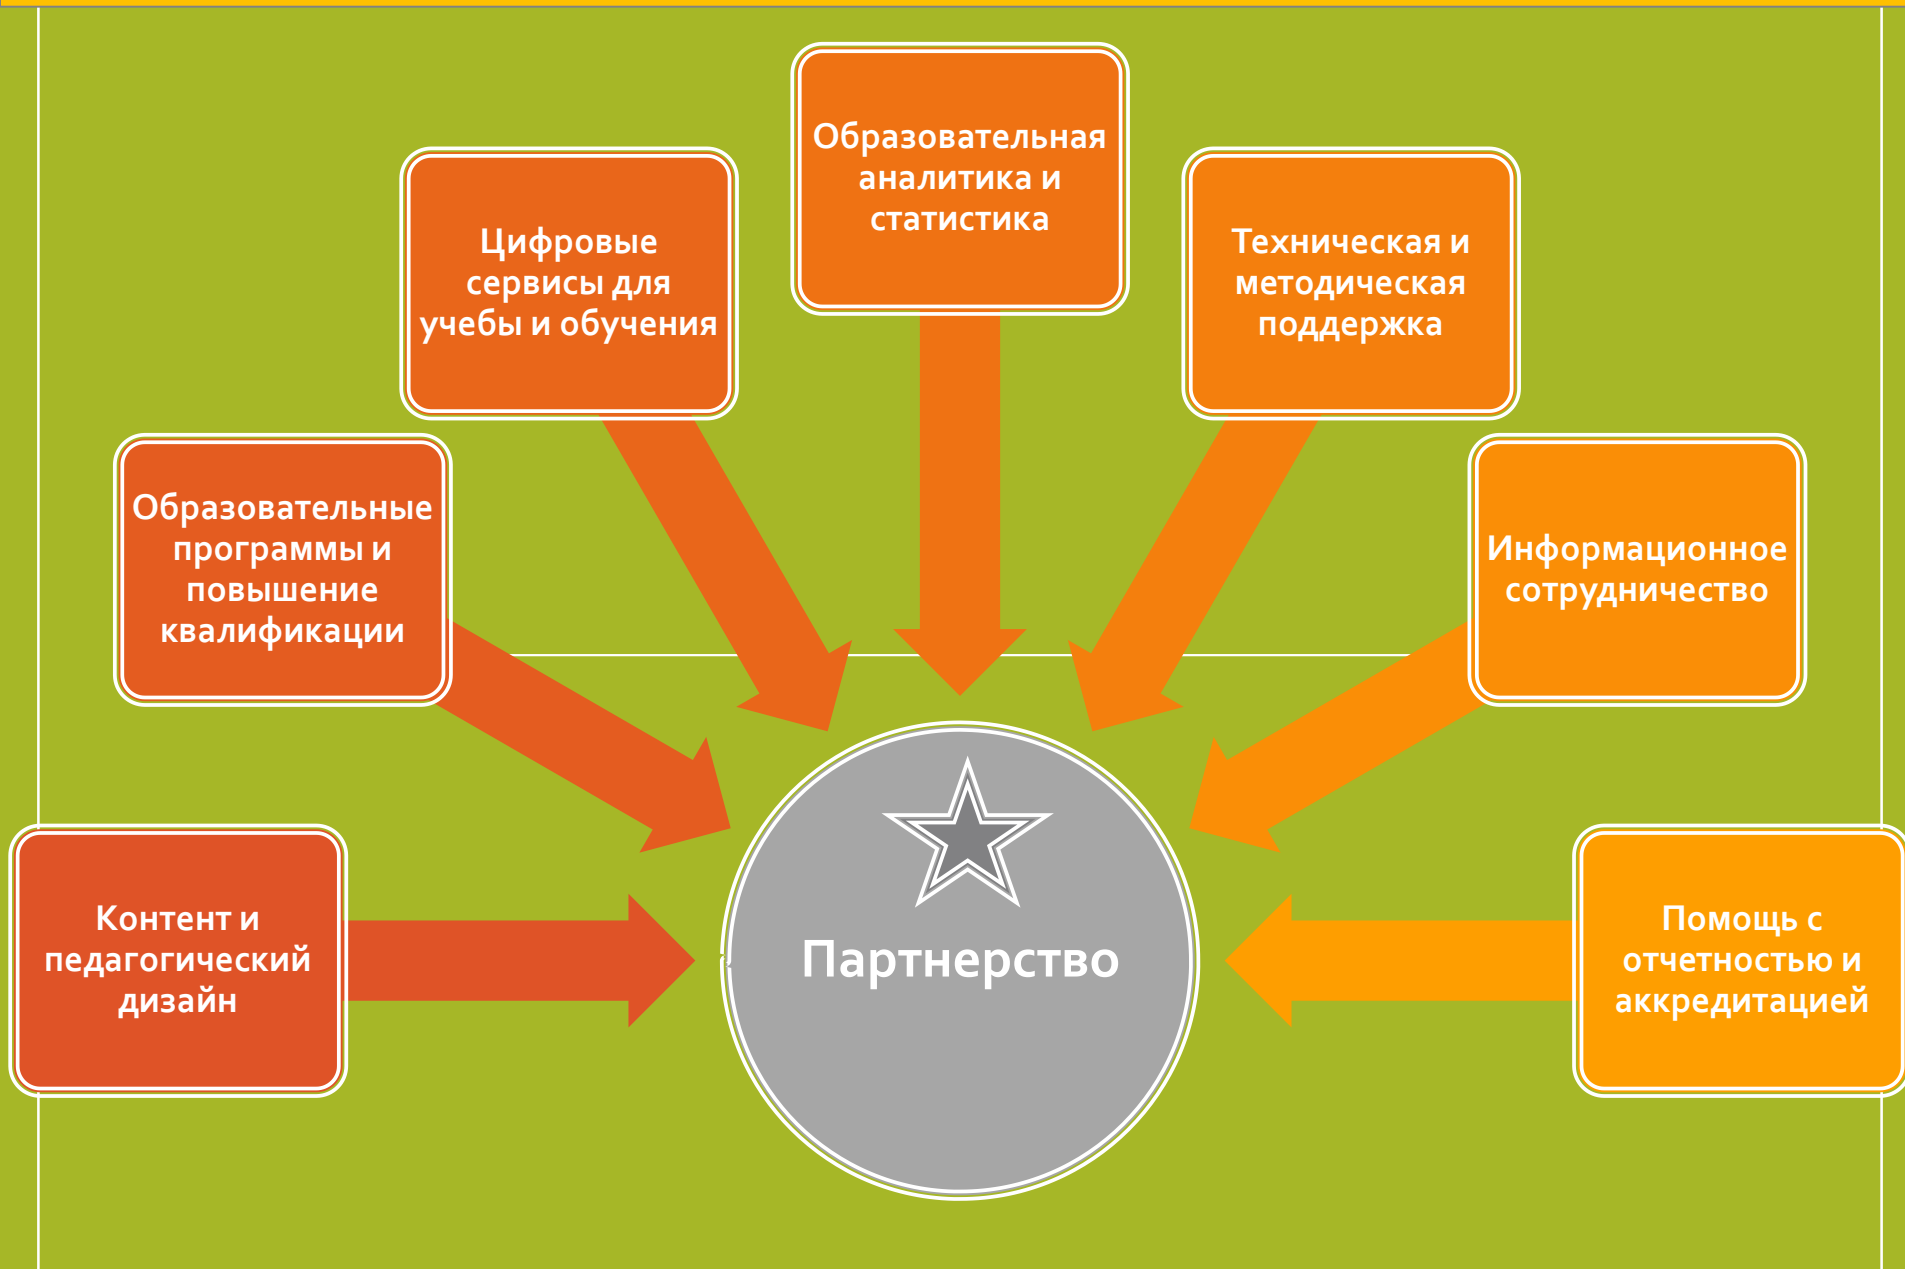 Образовательная
аналитика и
статистика
Цифровые
сервисы для
учебы и обучения
Техническая и
методическая
поддержка
Образовательные
программы и
повышение
квалификации
Информационное
сотрудничество
Контент и
педагогический
дизайн
Партнерство
Помощь с
отчетностью и
аккредитацией